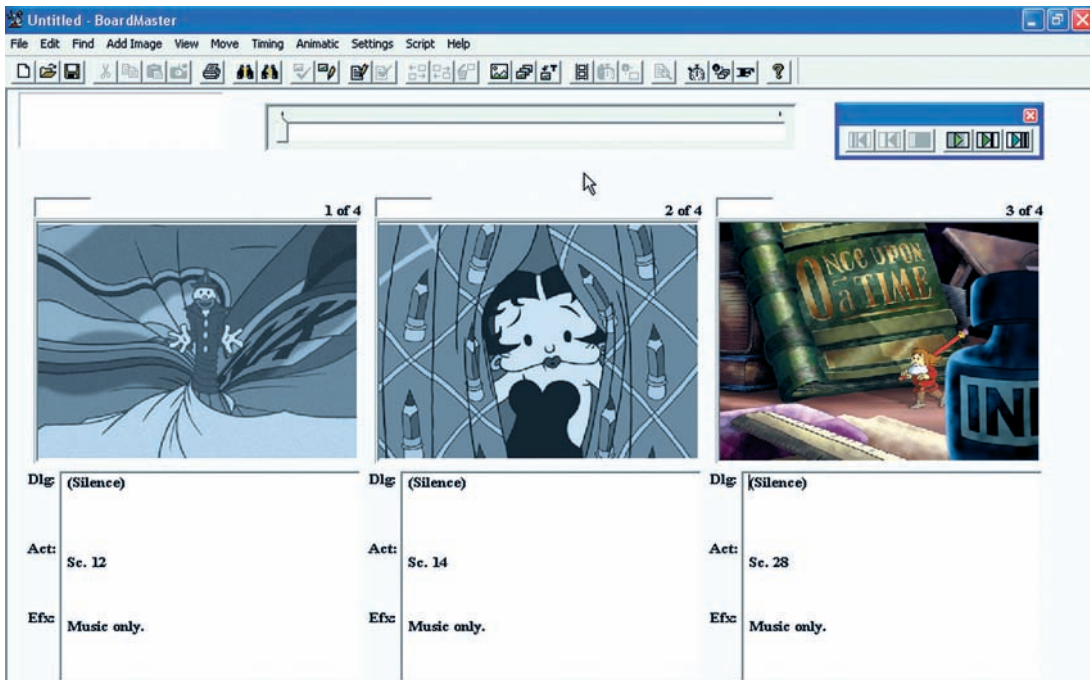 Untitled - BoardMaster
File Edit Find Add Image View Move Timing Animatic Settings Script Help
1 of 4
2 of 4
3 of 4
ONCE UPON
a TIME
INK
Dlg: (Silence)
Act: Sc. 12
Efx: Music only.
Dlg: (Silence)
Act: Sc. 14
Efx: Music only.
Dlg: (Silence)
Act: Sc. 28
Efx: Music only.